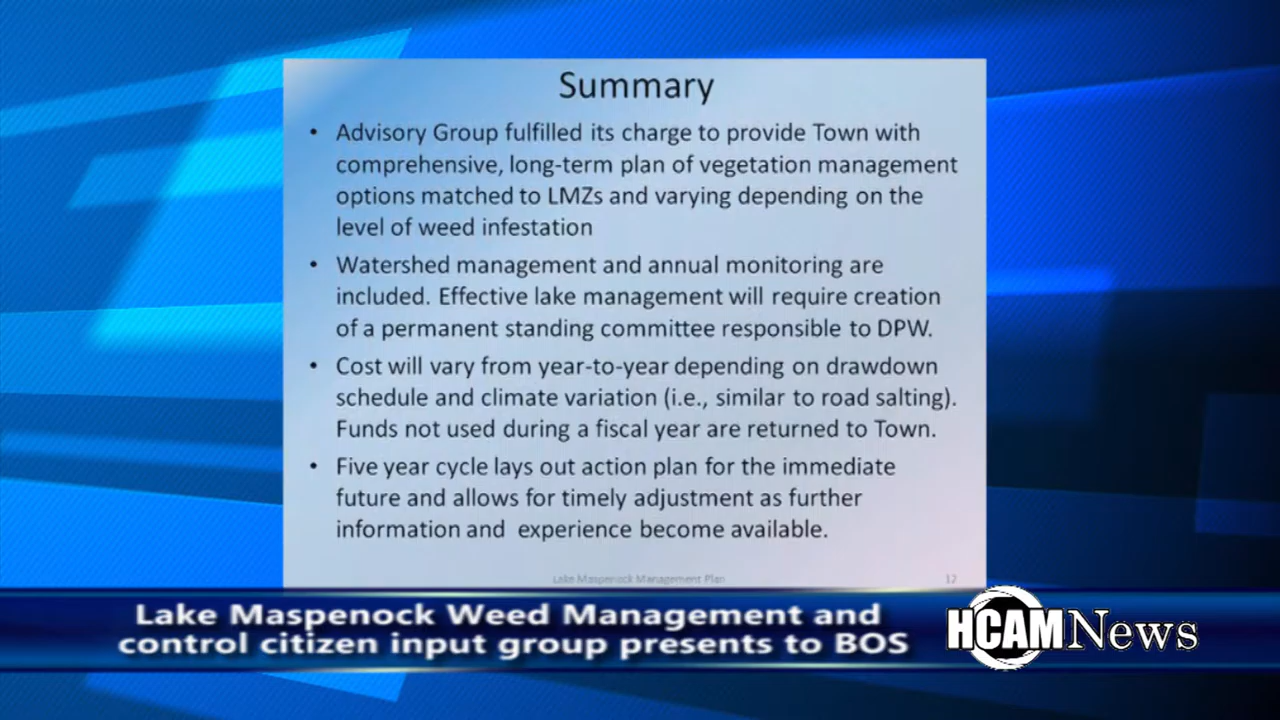 Summary
• Advisory Group fulfilled its charge to provide Town with
comprehensive, long-term plan of vegetation management
options matched to LMZs and varying depending on the
level of weed infestation
• Watershed management and annual monitoring are
included. Effective lake management will require creation
of a permanent standing committee responsible to DPW.
• Cost will vary from year-to-year depending on drawdown
schedule and climate variation (i.e., similar to road salting).
Funds not used during a fiscal year are returned to Town.
• Five year cycle lays out action plan for the immediate
future and allows for timely adjustment as further
information and  experience become available.
Lake Maspenock Management Plan 12
Lake Maspenock Weed Management and
control citizen input group presents to BOS
HCAM News